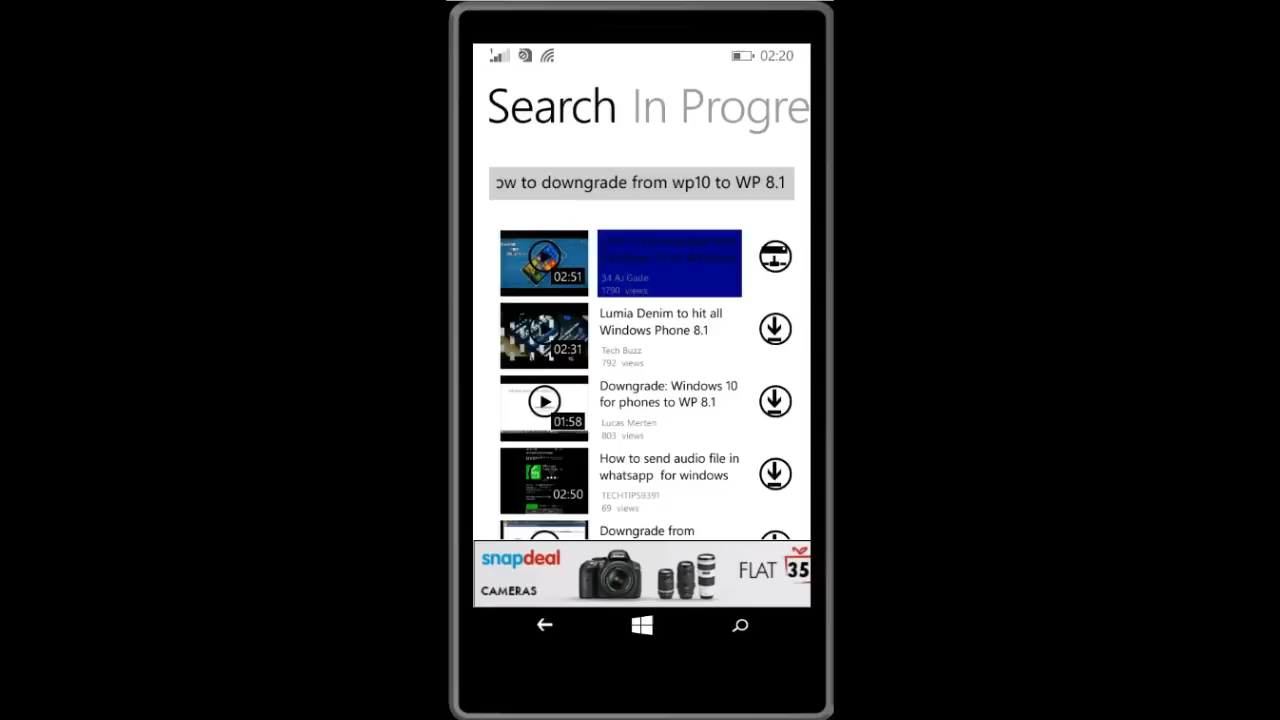 1
02:20
Search In Progre
ow to downgrade from wp10 to WP 8.1
02:51
34 AJ Gade
1790 views
Lumia Denim to hit all
Windows Phone 8.1
02:31
Tech Buzz
792 views
Downgrade: Windows 10
for phones to WP 8.1
01:58
Lucas Merten
803 views
How to send audio file in
whatsapp for windows
02:50
TECHTIPS9391
69 views
Downgrade from
snapdeal
CAMERAS
FLAT 35